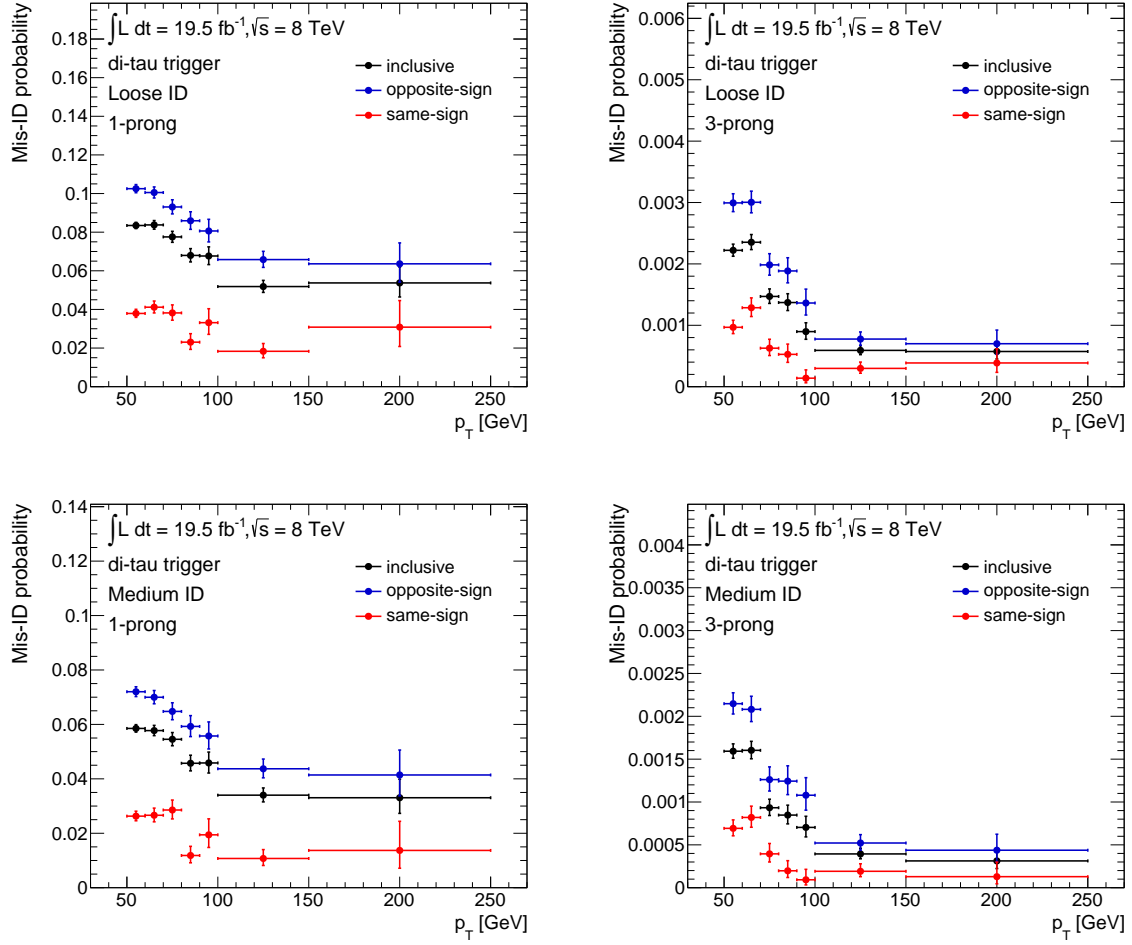 ∫L dt = 19.5 fb⁻¹,√s = 8 TeV
di-tau trigger
Loose ID
1-prong
inclusive
opposite-sign
same-sign
Mis-ID probability
0.18
0.16
0.14
0.12
0.1
0.08
0.06
0.04
0.02
0
50 100 150 200 250
p_T [GeV]
∫L dt = 19.5 fb⁻¹,√s = 8 TeV
di-tau trigger
Loose ID
3-prong
inclusive
opposite-sign
same-sign
Mis-ID probability
0.006
0.005
0.004
0.003
0.002
0.001
0
50 100 150 200 250
p_T [GeV]
∫L dt = 19.5 fb⁻¹,√s = 8 TeV
di-tau trigger
Medium ID
1-prong
inclusive
opposite-sign
same-sign
Mis-ID probability
0.14
0.12
0.1
0.08
0.06
0.04
0.02
0
50 100 150 200 250
p_T [GeV]
∫L dt = 19.5 fb⁻¹,√s = 8 TeV
di-tau trigger
Medium ID
3-prong
inclusive
opposite-sign
same-sign
Mis-ID probability
0.004
0.0035
0.003
0.0025
0.002
0.0015
0.001
0.0005
0
50 100 150 200 250
p_T [GeV]